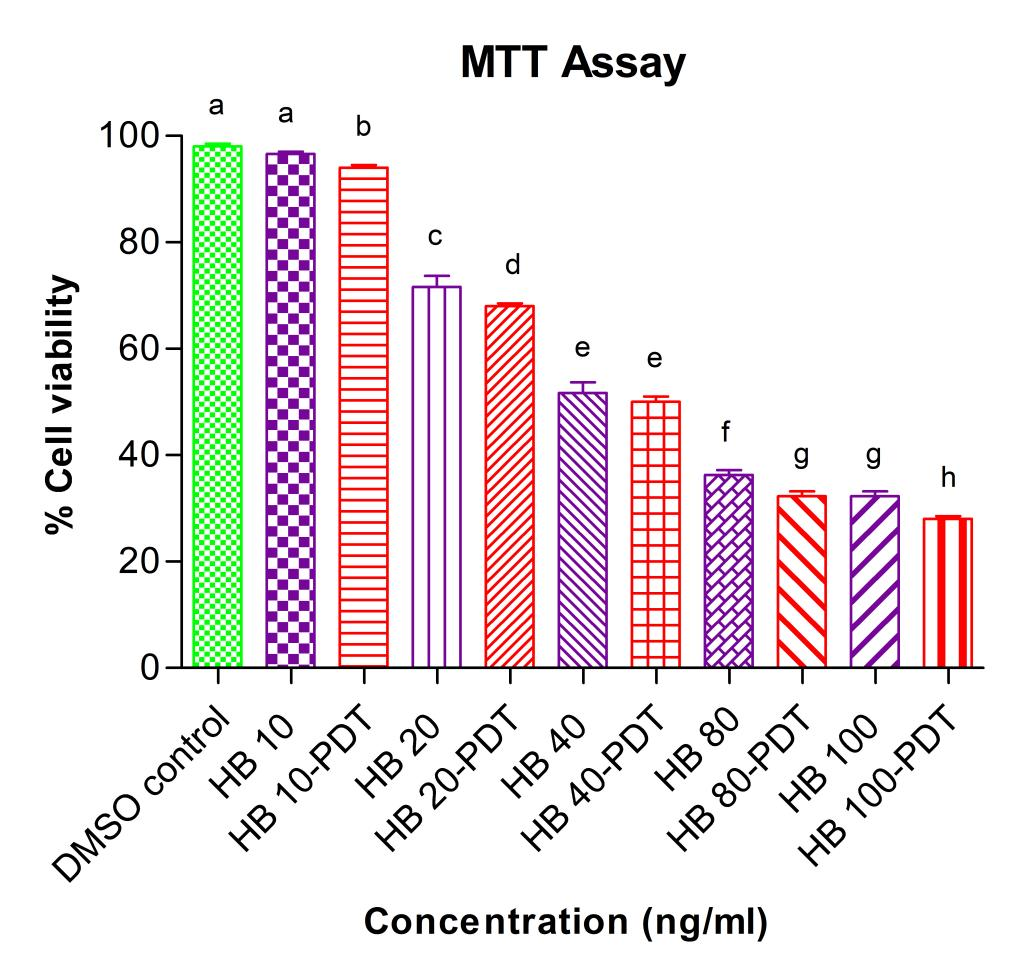 MTT Assay
a a b c d e e f g g h
100
80
60
40
20
0
% Cell viability
DMSO control
HB 10
HB 10-PDT
HB 20
HB 20-PDT
HB 40
HB 40-PDT
HB 80
HB 80-PDT
HB 100
HB 100-PDT
Concentration (ng/ml)